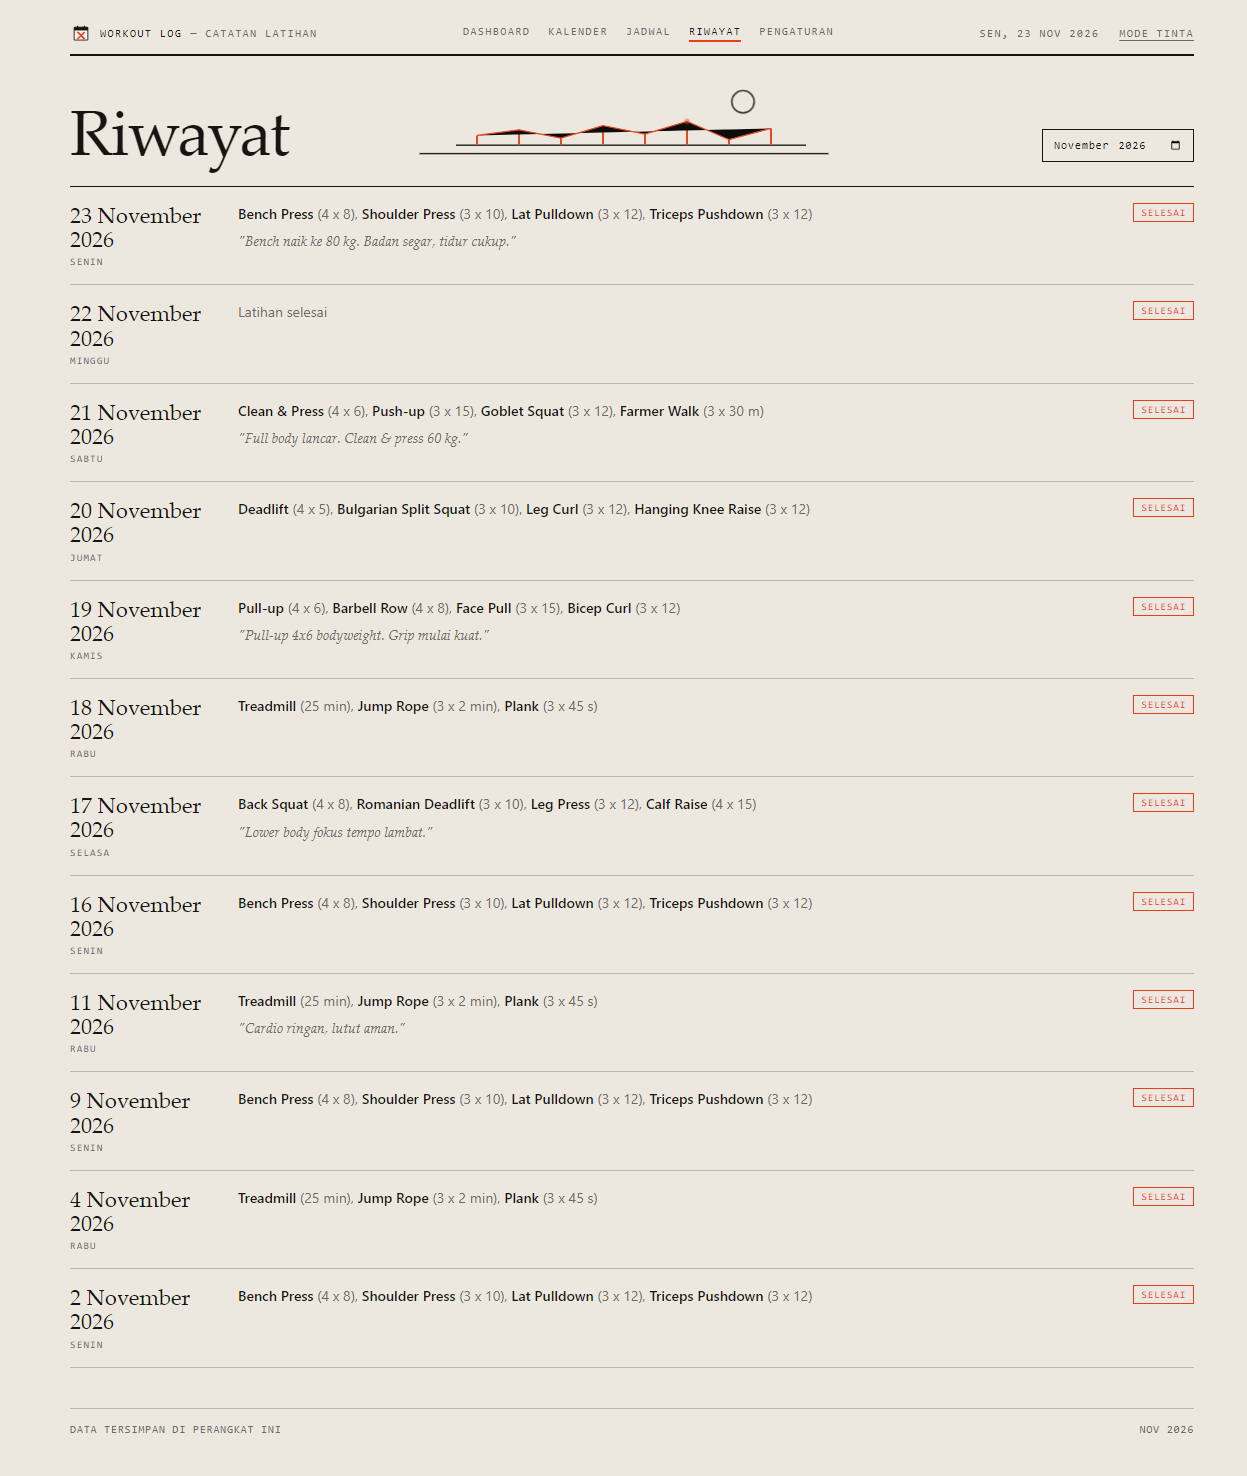 WORKOUT LOG — CATATAN LATIHAN
DASHBOARD KALENDER JADWAL RIWAYAT PENGATURAN
SEN, 23 NOV 2026 MODE TINTA
Riwayat
November 2026
23 November
2026
SENIN
Bench Press (4 x 8), Shoulder Press (3 x 10), Lat Pulldown (3 x 12), Triceps Pushdown (3 x 12)
"Bench naik ke 80 kg. Badan segar, tidur cukup."
SELESAI
22 November
2026
MINGGU
Latihan selesai
SELESAI
21 November
2026
SABTU
Clean & Press (4 x 6), Push-up (3 x 15), Goblet Squat (3 x 12), Farmer Walk (3 x 30 m)
"Full body lancar. Clean & press 60 kg."
SELESAI
20 November
2026
JUMAT
Deadlift (4 x 5), Bulgarian Split Squat (3 x 10), Leg Curl (3 x 12), Hanging Knee Raise (3 x 12)
SELESAI
19 November
2026
KAMIS
Pull-up (4 x 6), Barbell Row (4 x 8), Face Pull (3 x 15), Bicep Curl (3 x 12)
"Pull-up 4x6 bodyweight. Grip mulai kuat."
SELESAI
18 November
2026
RABU
Treadmill (25 min), Jump Rope (3 x 2 min), Plank (3 x 45 s)
SELESAI
17 November
2026
SELASA
Back Squat (4 x 8), Romanian Deadlift (3 x 10), Leg Press (3 x 12), Calf Raise (4 x 15)
"Lower body fokus tempo lambat."
SELESAI
16 November
2026
SENIN
Bench Press (4 x 8), Shoulder Press (3 x 10), Lat Pulldown (3 x 12), Triceps Pushdown (3 x 12)
SELESAI
11 November
2026
RABU
Treadmill (25 min), Jump Rope (3 x 2 min), Plank (3 x 45 s)
"Cardio ringan, lutut aman."
SELESAI
9 November
2026
SENIN
Bench Press (4 x 8), Shoulder Press (3 x 10), Lat Pulldown (3 x 12), Triceps Pushdown (3 x 12)
SELESAI
4 November
2026
RABU
Treadmill (25 min), Jump Rope (3 x 2 min), Plank (3 x 45 s)
SELESAI
2 November
2026
SENIN
Bench Press (4 x 8), Shoulder Press (3 x 10), Lat Pulldown (3 x 12), Triceps Pushdown (3 x 12)
SELESAI
DATA TERSIMPAN DI PERANGKAT INI
NOV 2026